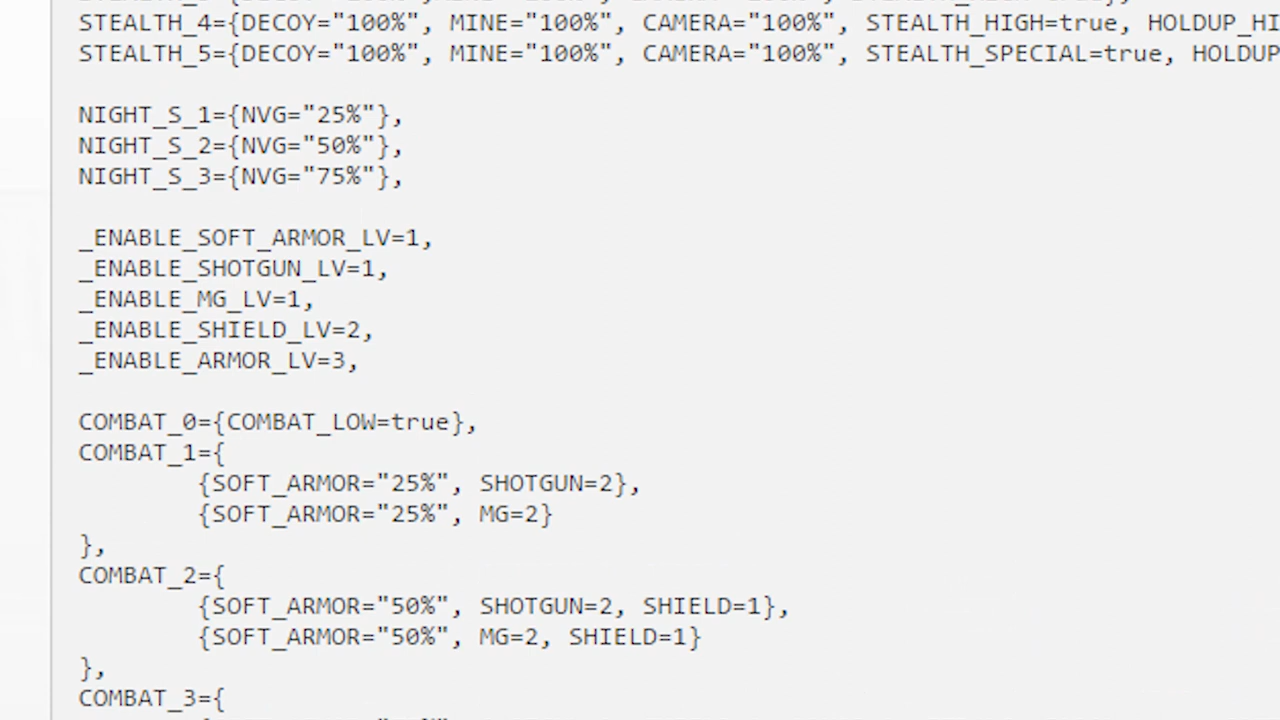 STEALTH_4={DECOY="100%", MINE="100%", CAMERA="100%", STEALTH_HIGH=true, HOLDUP_HI
STEALTH_5={DECOY="100%", MINE="100%", CAMERA="100%", STEALTH_SPECIAL=true, HOLDUP
NIGHT_S_1={NVG="25%"},
NIGHT_S_2={NVG="50%"},
NIGHT_S_3={NVG="75%"},
_ENABLE_SOFT_ARMOR_LV=1,
_ENABLE_SHOTGUN_LV=1,
_ENABLE_MG_LV=1,
_ENABLE_SHIELD_LV=2,
_ENABLE_ARMOR_LV=3,
COMBAT_0={COMBAT_LOW=true},
COMBAT_1={
{SOFT_ARMOR="25%", SHOTGUN=2},
{SOFT_ARMOR="25%", MG=2}
},
COMBAT_2={
{SOFT_ARMOR="50%", SHOTGUN=2, SHIELD=1},
{SOFT_ARMOR="50%", MG=2, SHIELD=1}
},
COMBAT_3={